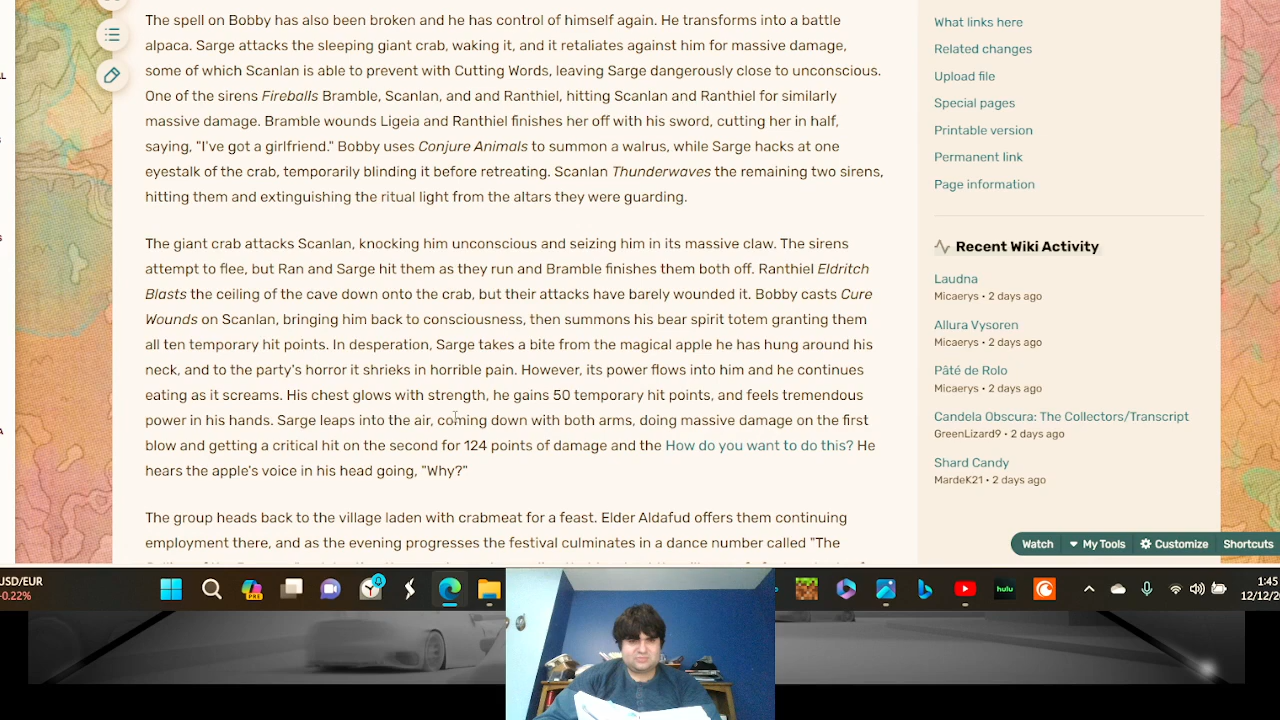 The spell on Bobby has also been broken and he has control of himself again. He transforms into a battle
alpaca. Sarge attacks the sleeping giant crab, waking it, and it retaliates against him for massive damage,
some of which Scanlan is able to prevent with Cutting Words, leaving Sarge dangerously close to unconscious.
One of the sirens Fireballs Bramble, Scanlan, and and Ranthiel, hitting Scanlan and Ranthiel for similarly
massive damage. Bramble wounds Ligeia and Ranthiel finishes her off with his sword, cutting her in half,
saying, "I've got a girlfriend." Bobby uses Conjure Animals to summon a walrus, while Sarge hacks at one
eyestalk of the crab, temporarily blinding it before retreating. Scanlan Thunderwaves the remaining two sirens,
hitting them and extinguishing the ritual light from the altars they were guarding.
The giant crab attacks Scanlan, knocking him unconscious and seizing him in its massive claw. The sirens
attempt to flee, but Ran and Sarge hit them as they run and Bramble finishes them both off. Ranthiel Eldritch
Blasts the ceiling of the cave down onto the crab, but their attacks have barely wounded it. Bobby casts Cure
Wounds on Scanlan, bringing him back to consciousness, then summons his bear spirit totem granting them
all ten temporary hit points. In desperation, Sarge takes a bite from the magical apple he has hung around his
neck, and to the party's horror it shrieks in horrible pain. However, its power flows into him and he continues
eating as it screams. His chest glows with strength, he gains 50 temporary hit points, and feels tremendous
power in his hands. Sarge leaps into the air, coming down with both arms, doing massive damage on the first
blow and getting a critical hit on the second for 124 points of damage and the How do you want to do this? He
hears the apple's voice in his head going, "Why?"
The group heads back to the village laden with crabmeat for a feast. Elder Aldafud offers them continuing
employment there, and as the evening progresses the festival culminates in a dance number called "The
What links here
Related changes
Upload file
Special pages
Printable version
Permanent link
Page information
Recent Wiki Activity
Laudna
Micaerys • 2 days ago
Allura Vysoren
Micaerys • 2 days ago
Pâté de Rolo
Micaerys • 2 days ago
Candela Obscura: The Collectors/Transcript
GreenLizard9 • 2 days ago
Shard Candy
MardeK21 • 2 days ago
Watch
My Tools
Customize
Shortcuts
USD/EUR
-0.22%
PRE
hulu
1:45
12/12/2